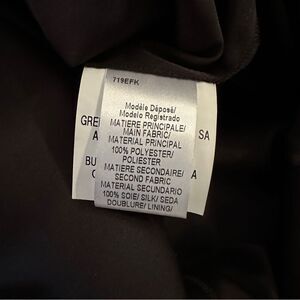 719EFK
Modèle Déposé/
Modelo Registrado
MATIERE PRINCIPALE/
MAIN FABRIC/
MATERIAL PRINCIPAL
100% POLYESTER/
POLIESTER
MATIERE SECONDAIRE/
SECOND FABRIC
MATERIAL SECUNDARIO
100% SOIE/ SILK/ SEDA
DOUBLURE/ LINING/
SA